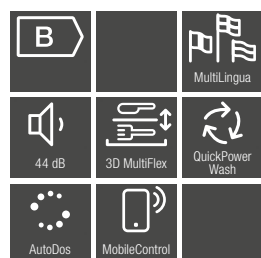 B
MultiLingua
44 dB
3D MultiFlex
QuickPower
Wash
AutoDos
MobileControl